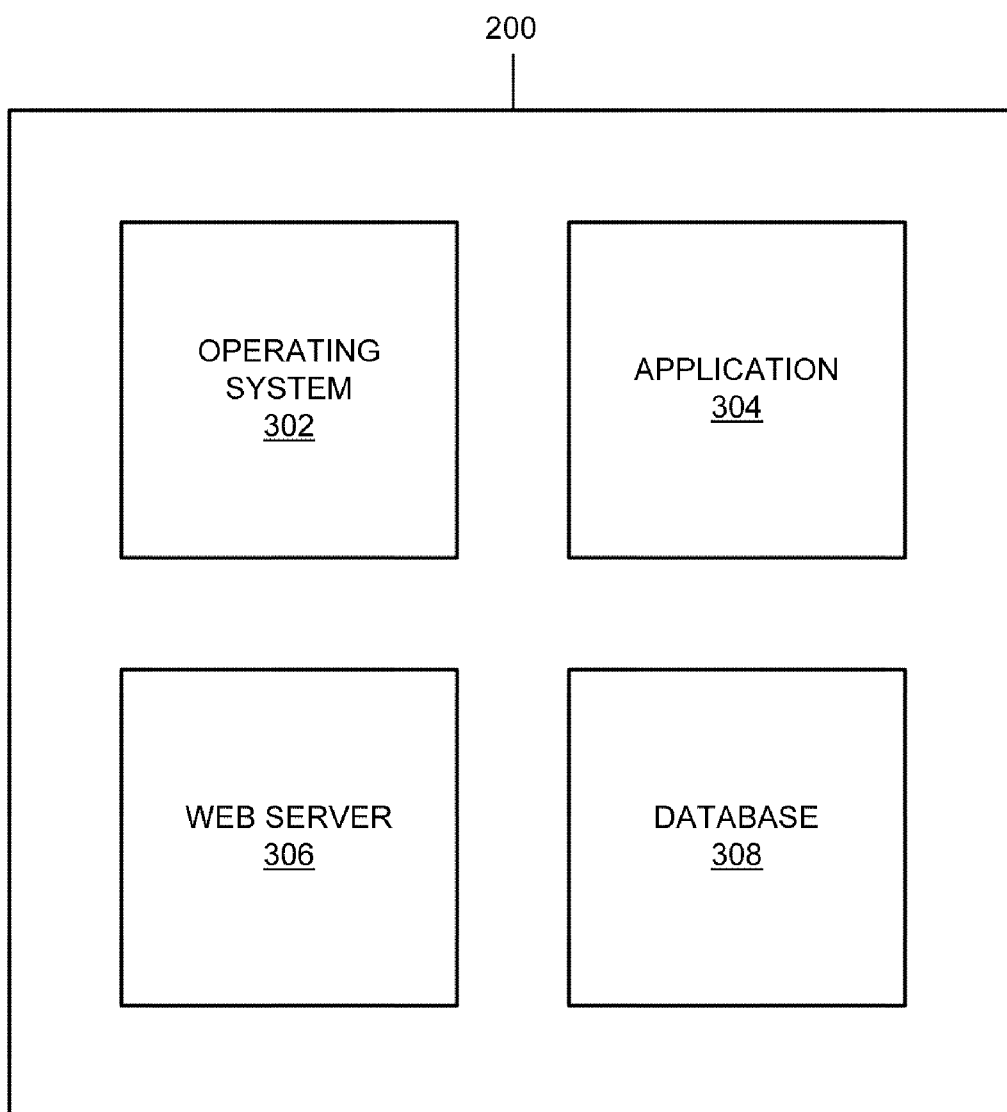 200
OPERATING
SYSTEM
302
APPLICATION
304
WEB SERVER
306
DATABASE
308